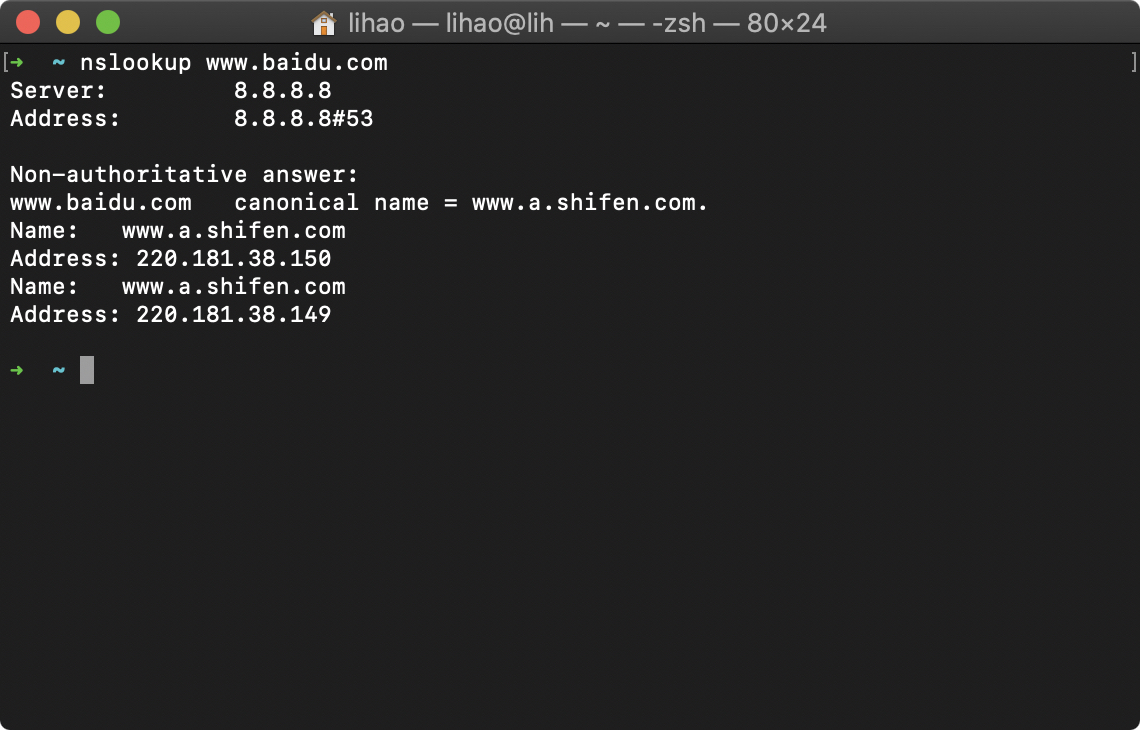 lihao — lihao@lih — ~ — -zsh — 80×24
[➜  ~ nslookup www.baidu.com ]
Server:         8.8.8.8
Address:        8.8.8.8#53
Non-authoritative answer:
www.baidu.com   canonical name = www.a.shifen.com.
Name:   www.a.shifen.com
Address: 220.181.38.150
Name:   www.a.shifen.com
Address: 220.181.38.149
➜  ~